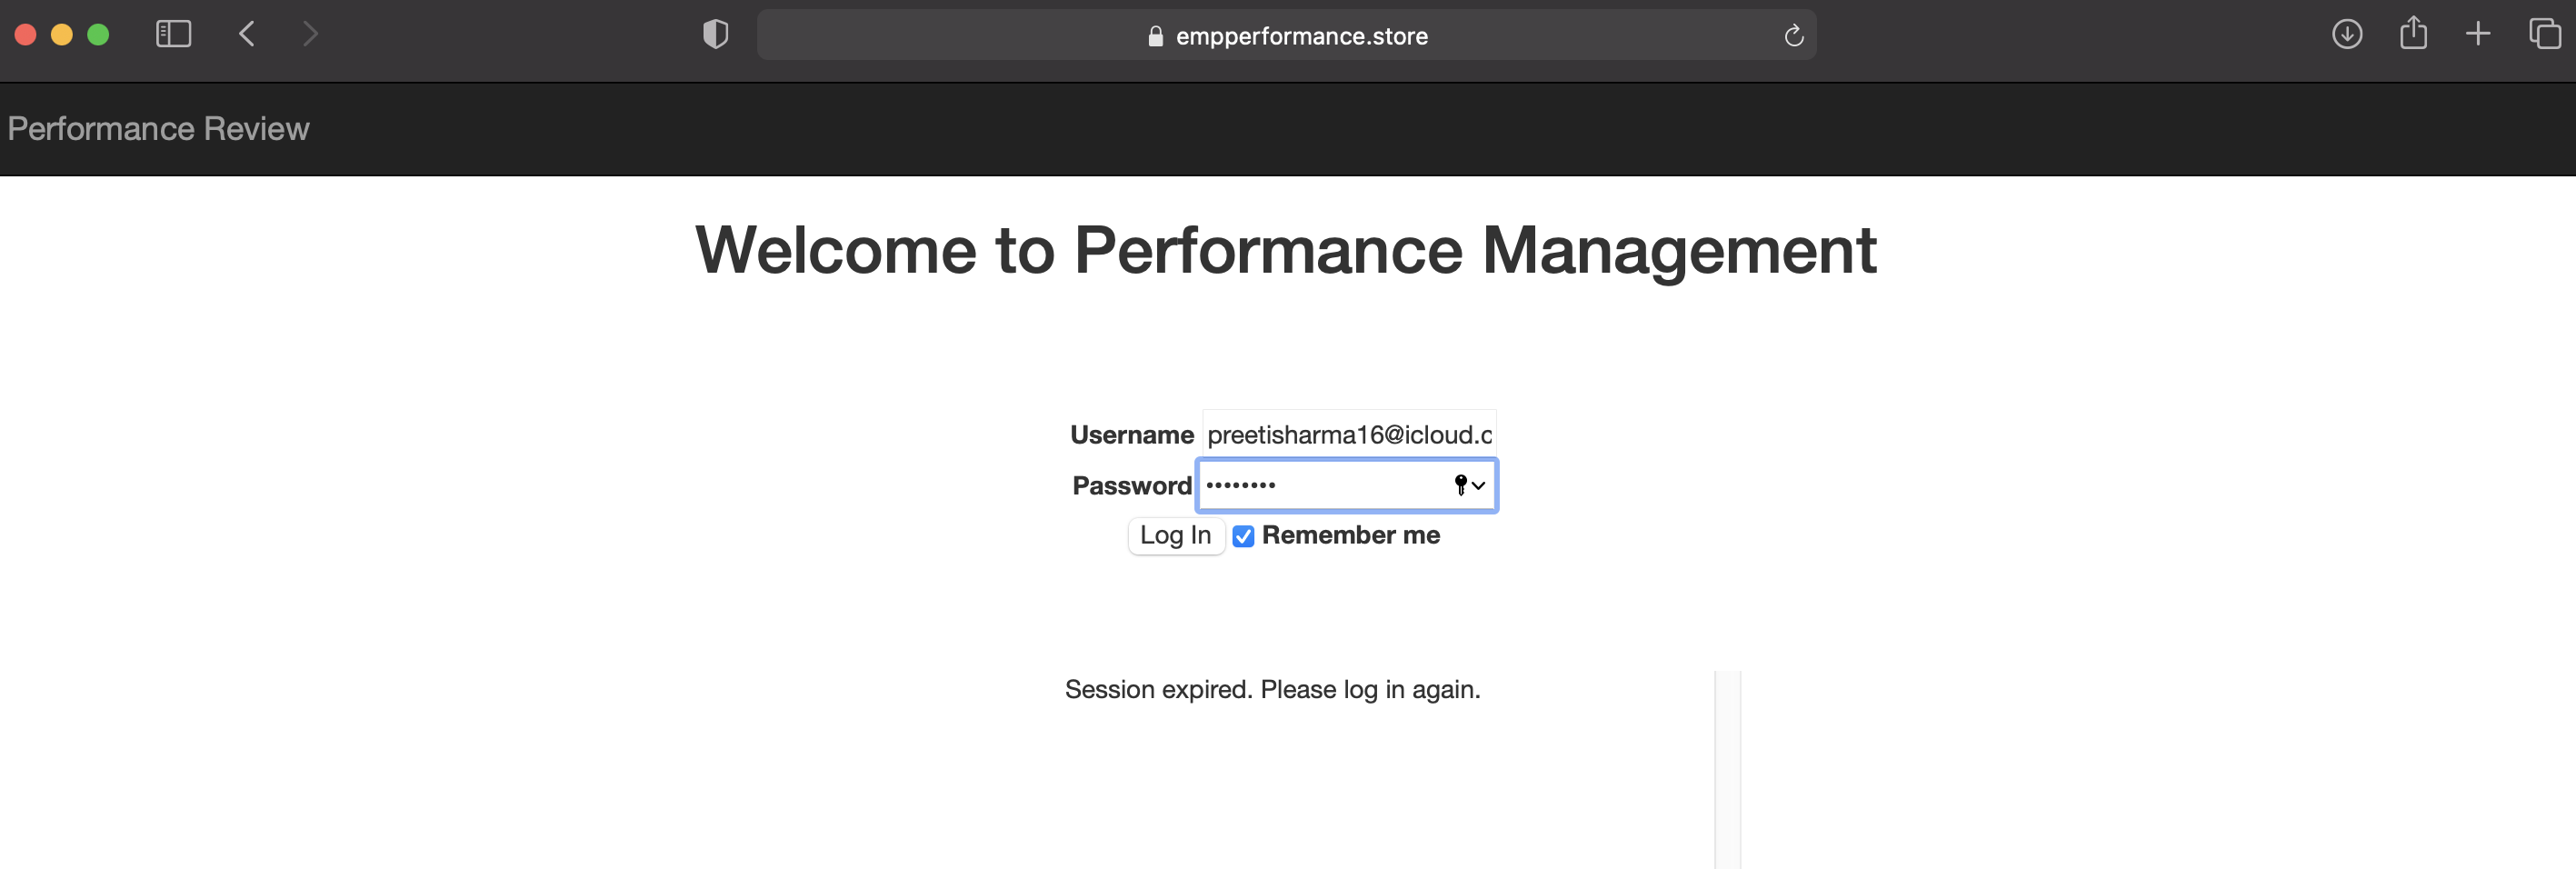 empperformance.store
Performance Review
Welcome to Performance Management
Username preetisharma16@icloud.c
Password ••••••••
Log In Remember me
Session expired. Please log in again.